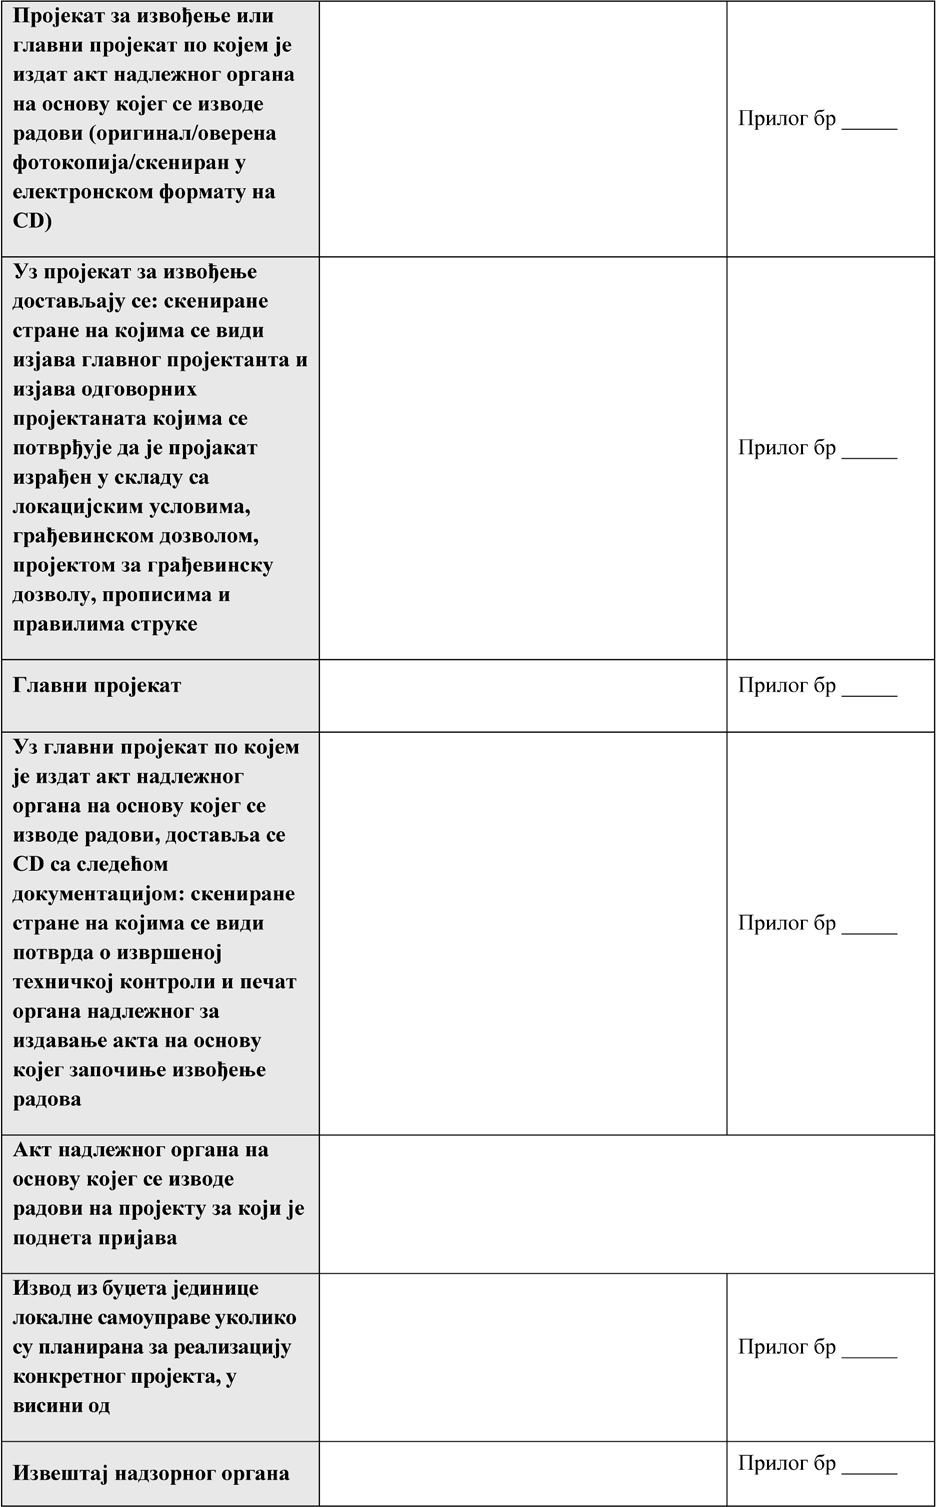 Пројекат за извођење или
главни пројекат по којем је
издат акт надлежног органа
на основу којег се изводе
радови (оригинал/оверена
фотокопија/скениран у
електронском формату на
CD)
Прилог бр _____
Уз пројекат за извођење
достављају се: скениране
стране на којима се види
изјава главног пројектанта и
изјава одговорних
пројектаната којима се
потврђује да је пројакат
израђен у складу са
локацијским условима,
грађевинском дозволом,
пројектом за грађевинску
дозволу, прописима и
правилима струке
Прилог бр _____
Главни пројекат
Прилог бр _____
Уз главни пројекат по којем
је издат акт надлежног
органа на основу којег се
изводе радови, доставља се
CD са следећом
документацијом: скениране
стране на којима се види
потврда о извршеној
техничкој контроли и печат
органа надлежног за
издавање акта на основу
којег започиње извођење
радова
Прилог бр _____
Акт надлежног органа на
основу којег се изводе
радови на пројекту за који је
поднета пријава
Извод из буџета јединице
локалне самоуправе уколико
су планирана за реализацију
конкретног пројекта, у
висини од
Прилог бр _____
Извештај надзорног органа
Прилог бр _____